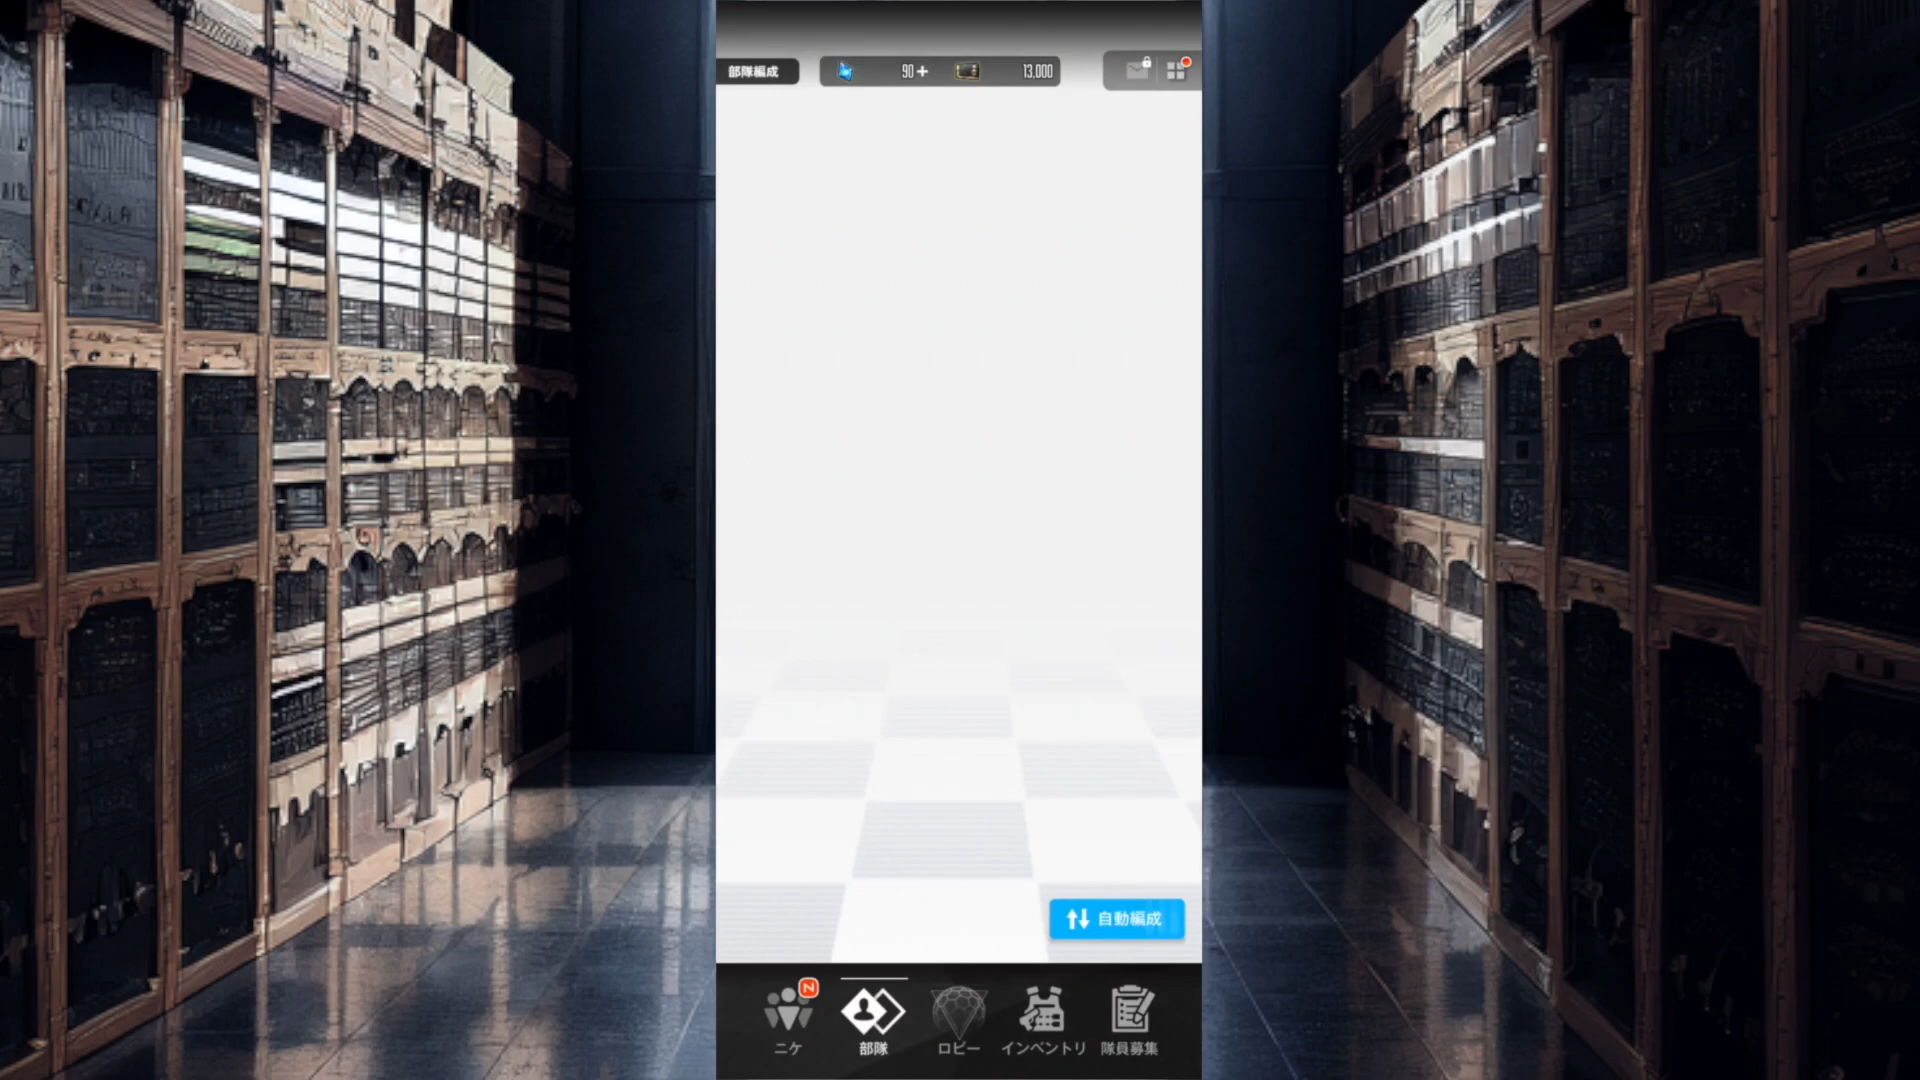 部隊編成
90+
13,000
自動編成
N
ニケ
部隊
ロビー
インベントリ
隊員募集